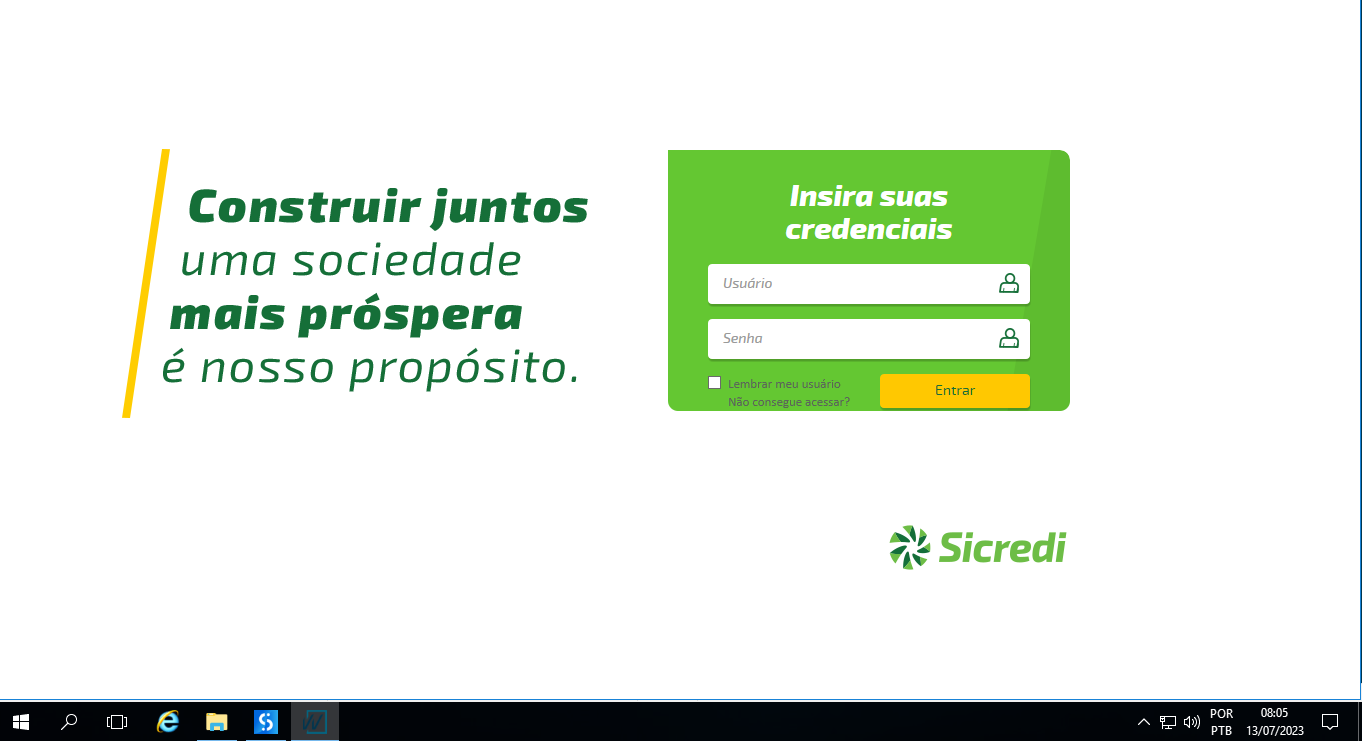 Construir juntos
uma sociedade
mais próspera
é nosso propósito.
Insira suas
credenciais
Usuário
Senha
Lembrar meu usuário
Não consegue acessar?
Entrar
Sicredi
POR
PTB
08:05
13/07/2023